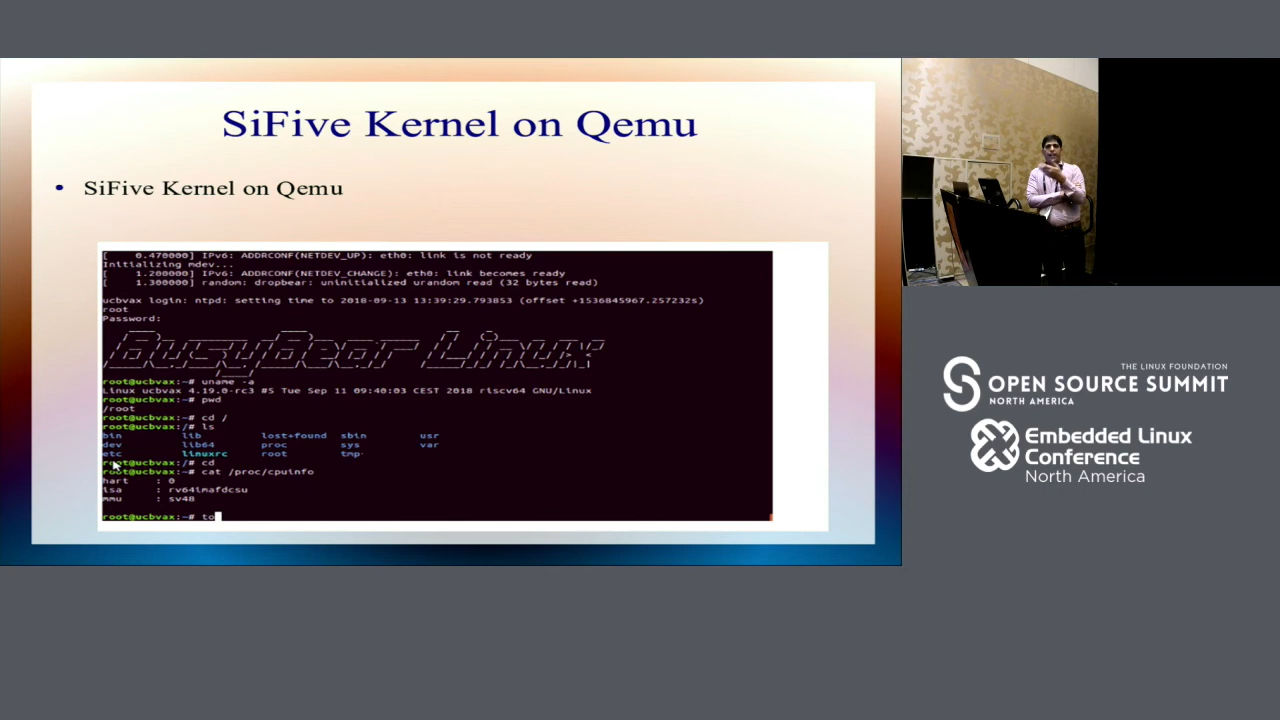 SiFive Kernel on Qemu
• SiFive Kernel on Qemu
[    0.470000] IPv6: ADDRCONF(NETDEV_UP): eth0: link is not ready
Initializing mdev...
[    1.200000] IPv6: ADDRCONF(NETDEV_CHANGE): eth0: link becomes ready
[    1.300000] random: dropbear: uninitialized urandom read (32 bytes read)
ucbvax login: ntpd: setting time to 2018-09-13 13:39:29.793853 (offset +1536845967.257232s)
root
Password:
BusyBear Linux
root@ucbvax:~# uname -a
Linux ucbvax 4.19.0-rc3 #5 Tue Sep 11 09:40:03 CEST 2018 riscv64 GNU/Linux
root@ucbvax:~# pwd
/root
root@ucbvax:~# cd /
root@ucbvax:/# ls
bin lib lost+found sbin usr
dev lib64 proc sys var
etc linuxrc root tmp
root@ucbvax:/# cd
root@ucbvax:~# cat /proc/cpuinfo
hart    : 0
isa     : rv64imafdcsu
mmu     : sv48
root@ucbvax:~# to
THE LINUX FOUNDATION
OPEN SOURCE SUMMIT
NORTH AMERICA
Embedded Linux
Conference
North America